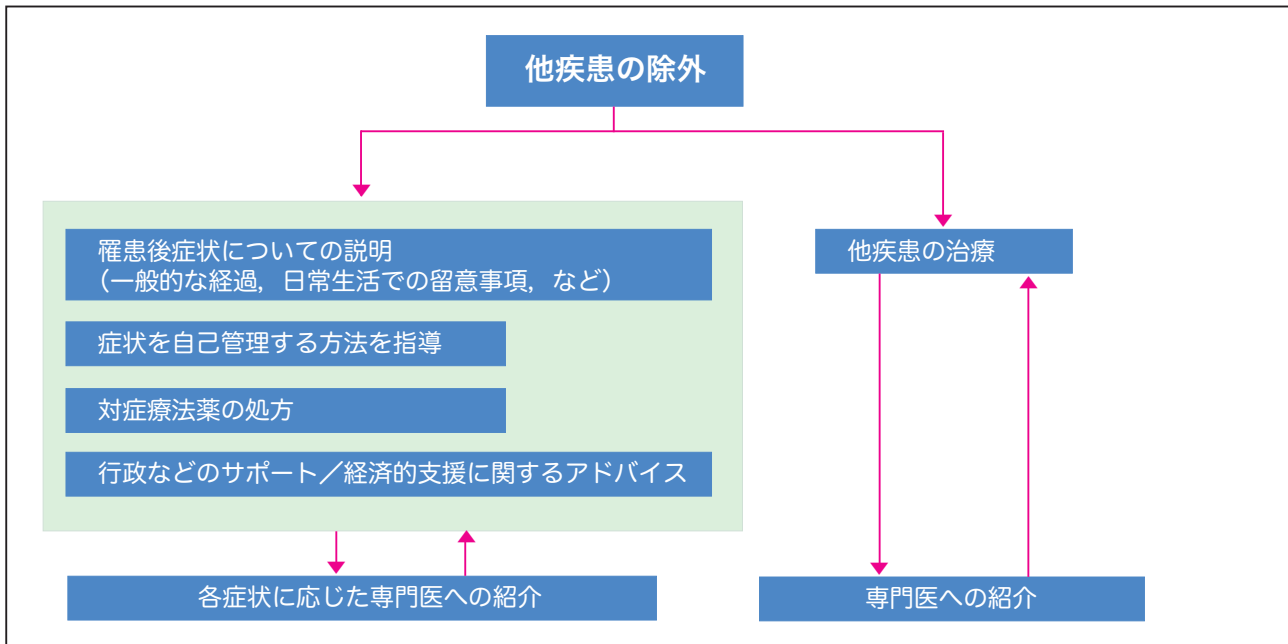 他疾患の除外
罹患後症状についての説明
（一般的な経過，日常生活での留意事項，など）
症状を自己管理する方法を指導
対症療法薬の処方
行政などのサポート／経済的支援に関するアドバイス
各症状に応じた専門医への紹介
他疾患の治療
専門医への紹介